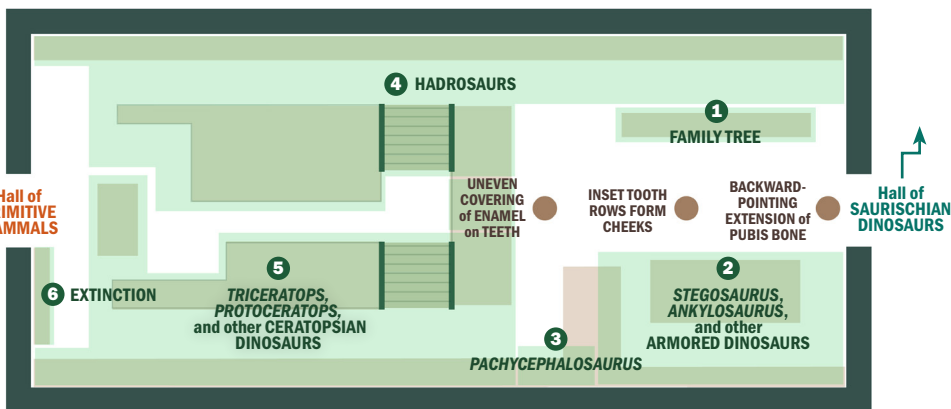 4 HADROSAURS
1
FAMILY TREE
Hall of
RIMITIVE
AMMALS
UNEVEN
COVERING
of ENAMEL
on TEETH
INSET TOOTH
ROWS FORM
CHEEKS
BACKWARD-
POINTING
EXTENSION of
PUBIS BONE
Hall of
SAURISCHIAN
DINOSAURS
6 EXTINCTION
5
TRICERATOPS,
PROTOCERATOPS,
and other CERATOPSIAN
DINOSAURS
2
STEGOSAURUS,
ANKYLOSAURUS,
and other
ARMORED DINOSAURS
3
PACHYCEPHALOSAURUS